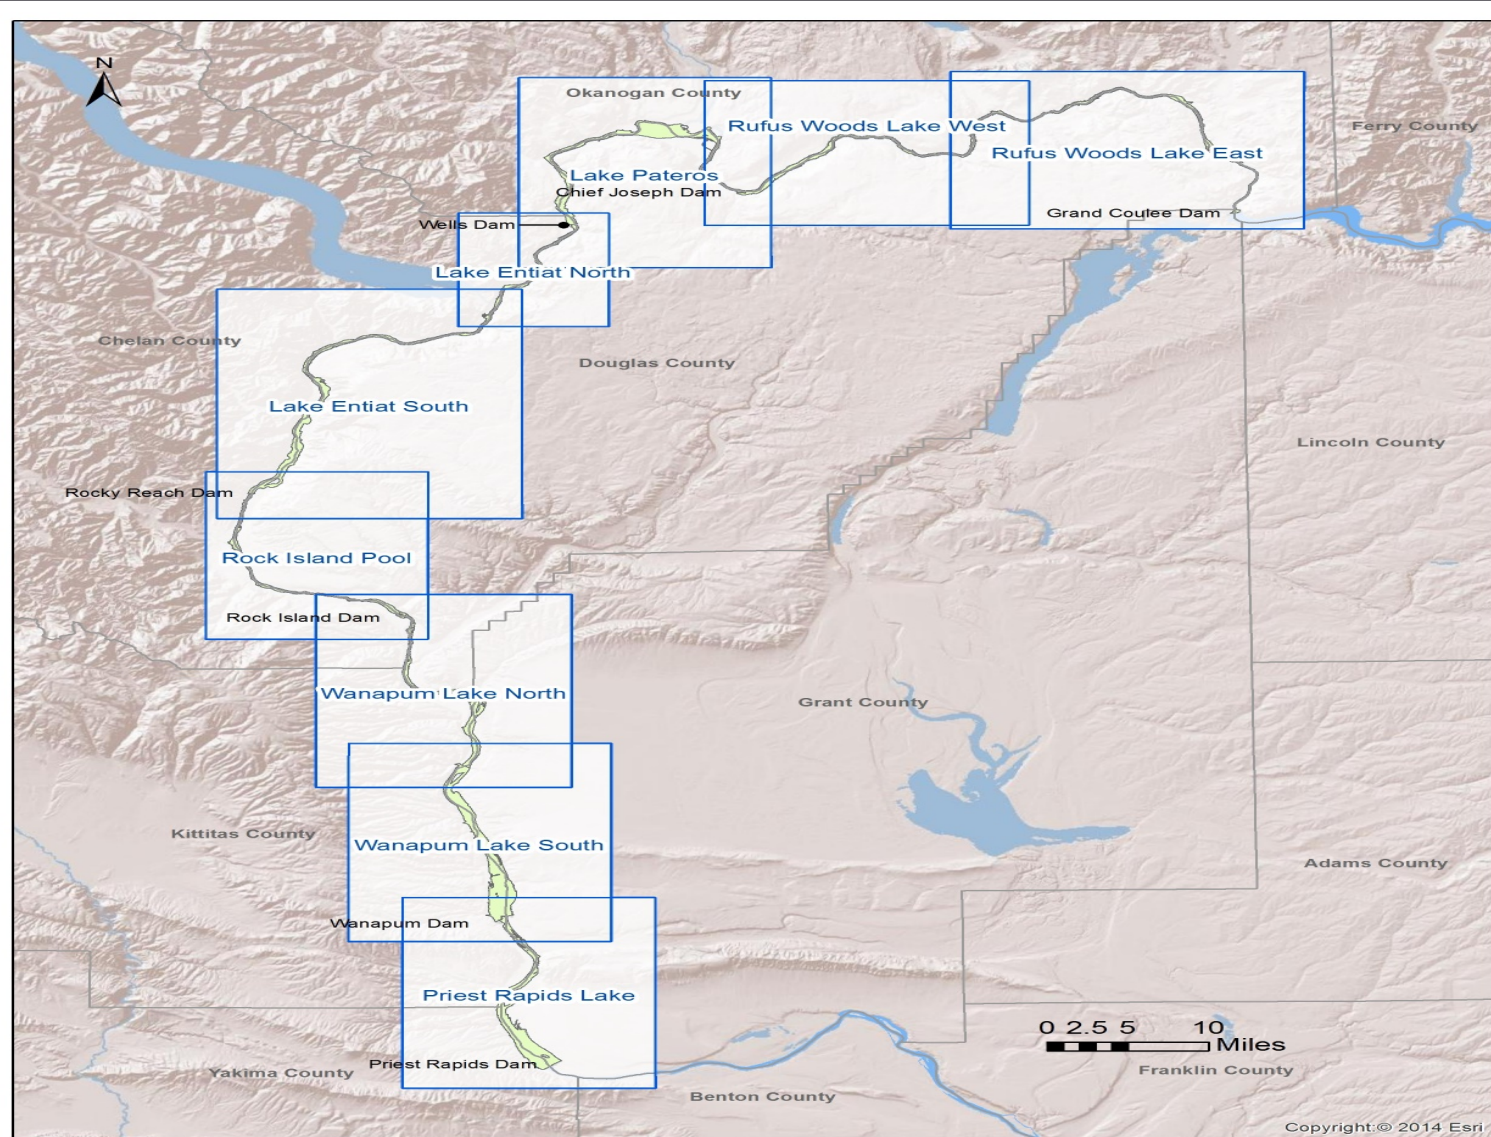 N
Okanogan County
Rufus Woods Lake West
Ferry County
Rufus Woods Lake East
Lake Pateros
Chief Joseph Dam
Grand Coulee Dam
Wells Dam
Lake Entiat North
Chelan County
Douglas County
Lake Entiat South
Lincoln County
Rocky Reach Dam
Rock Island Pool
Rock Island Dam
Wanapum Lake North
Grant County
Kittitas County
Wanapum Lake South
Adams County
Wanapum Dam
Priest Rapids Lake
0 2.5 5 10
Miles
Priest Rapids Dam
Yakima County
Franklin County
Benton County
Copyright:© 2014 Esri